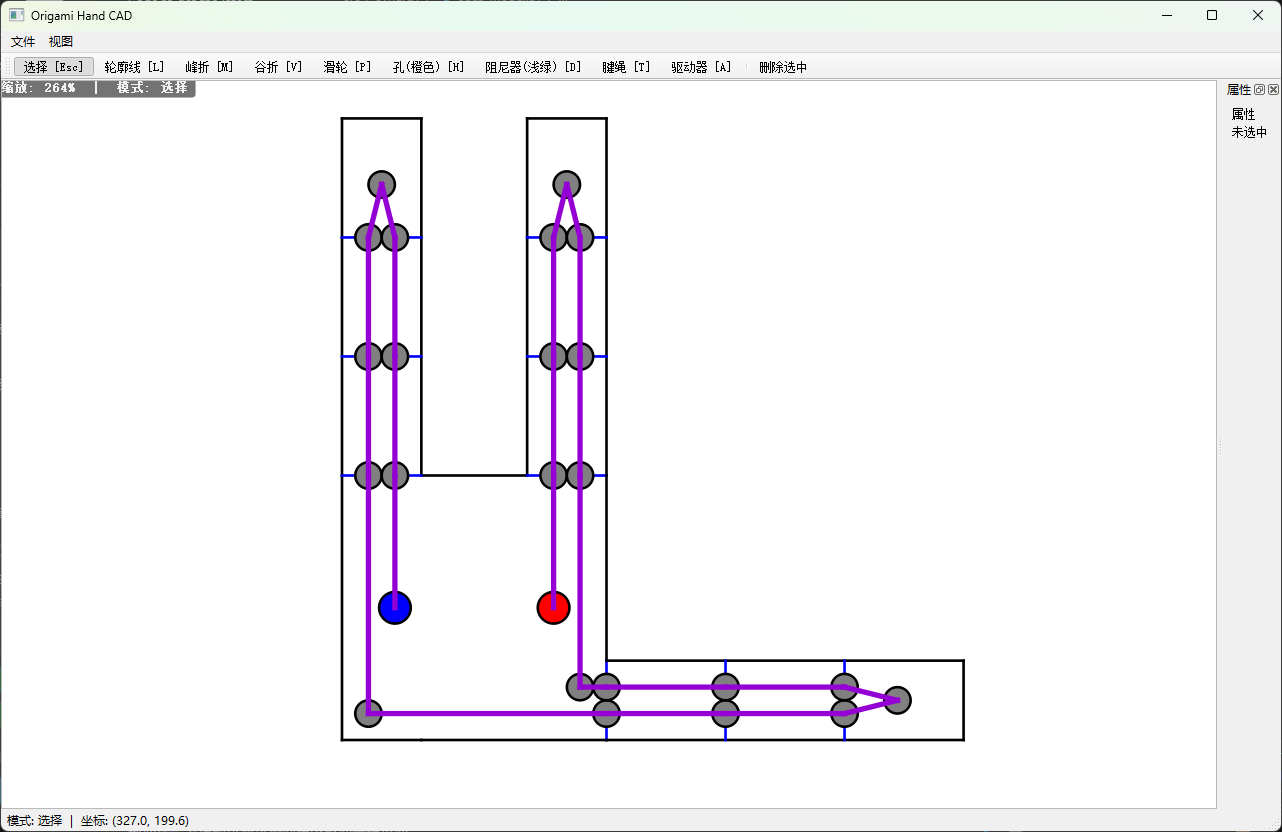 Origami Hand CAD
文件 视图
选择 [Esc] 轮廓线 [L] 峰折 [M] 谷折 [V] 滑轮 [P] 孔(橙色) [H] 阻尼器(浅绿) [D] 腱绳 [T] 驱动器 [A] 删除选中
缩放: 264% | 模式: 选择
属性
属性
未选中
模式: 选择 | 坐标: (327.0, 199.6)